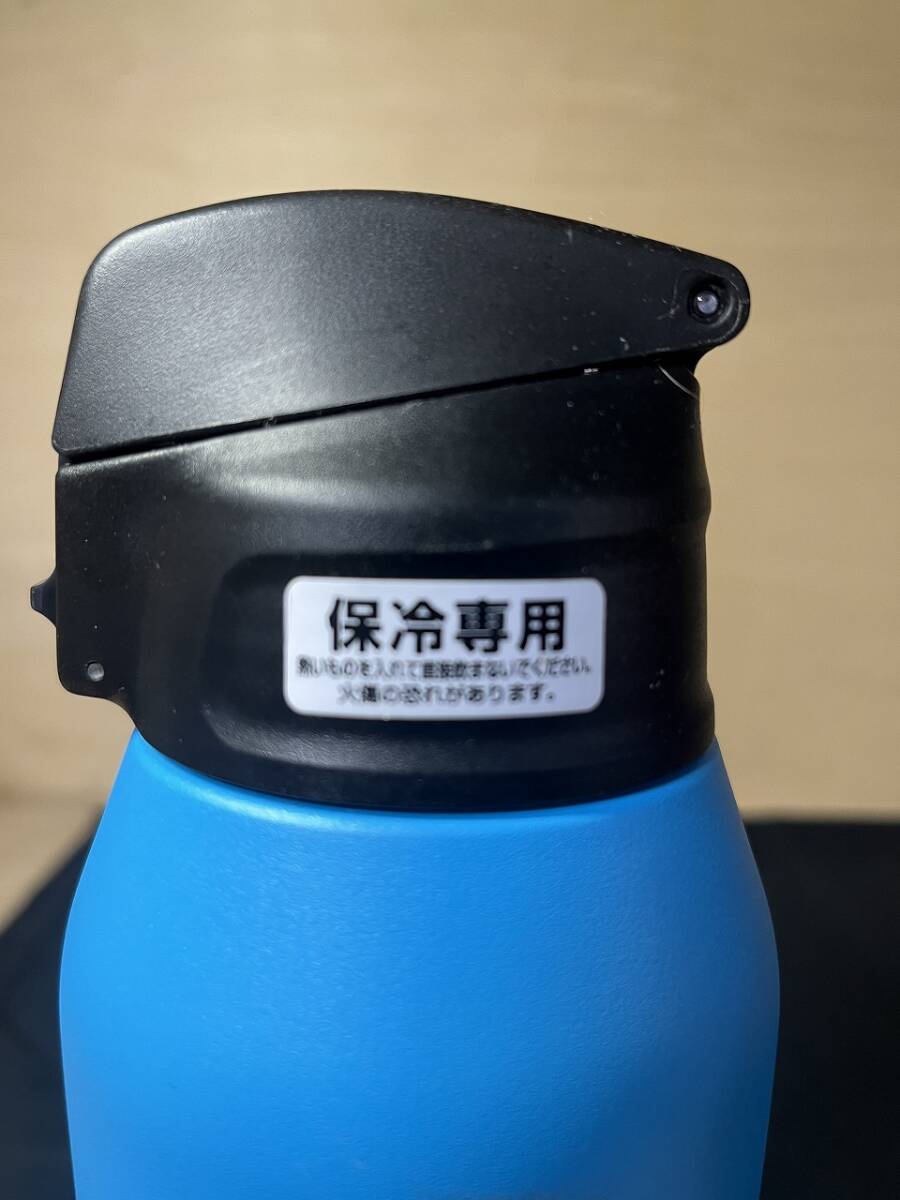 保冷専用
熱いものを入れて直接飲まないでください。
火傷の恐れがあります。